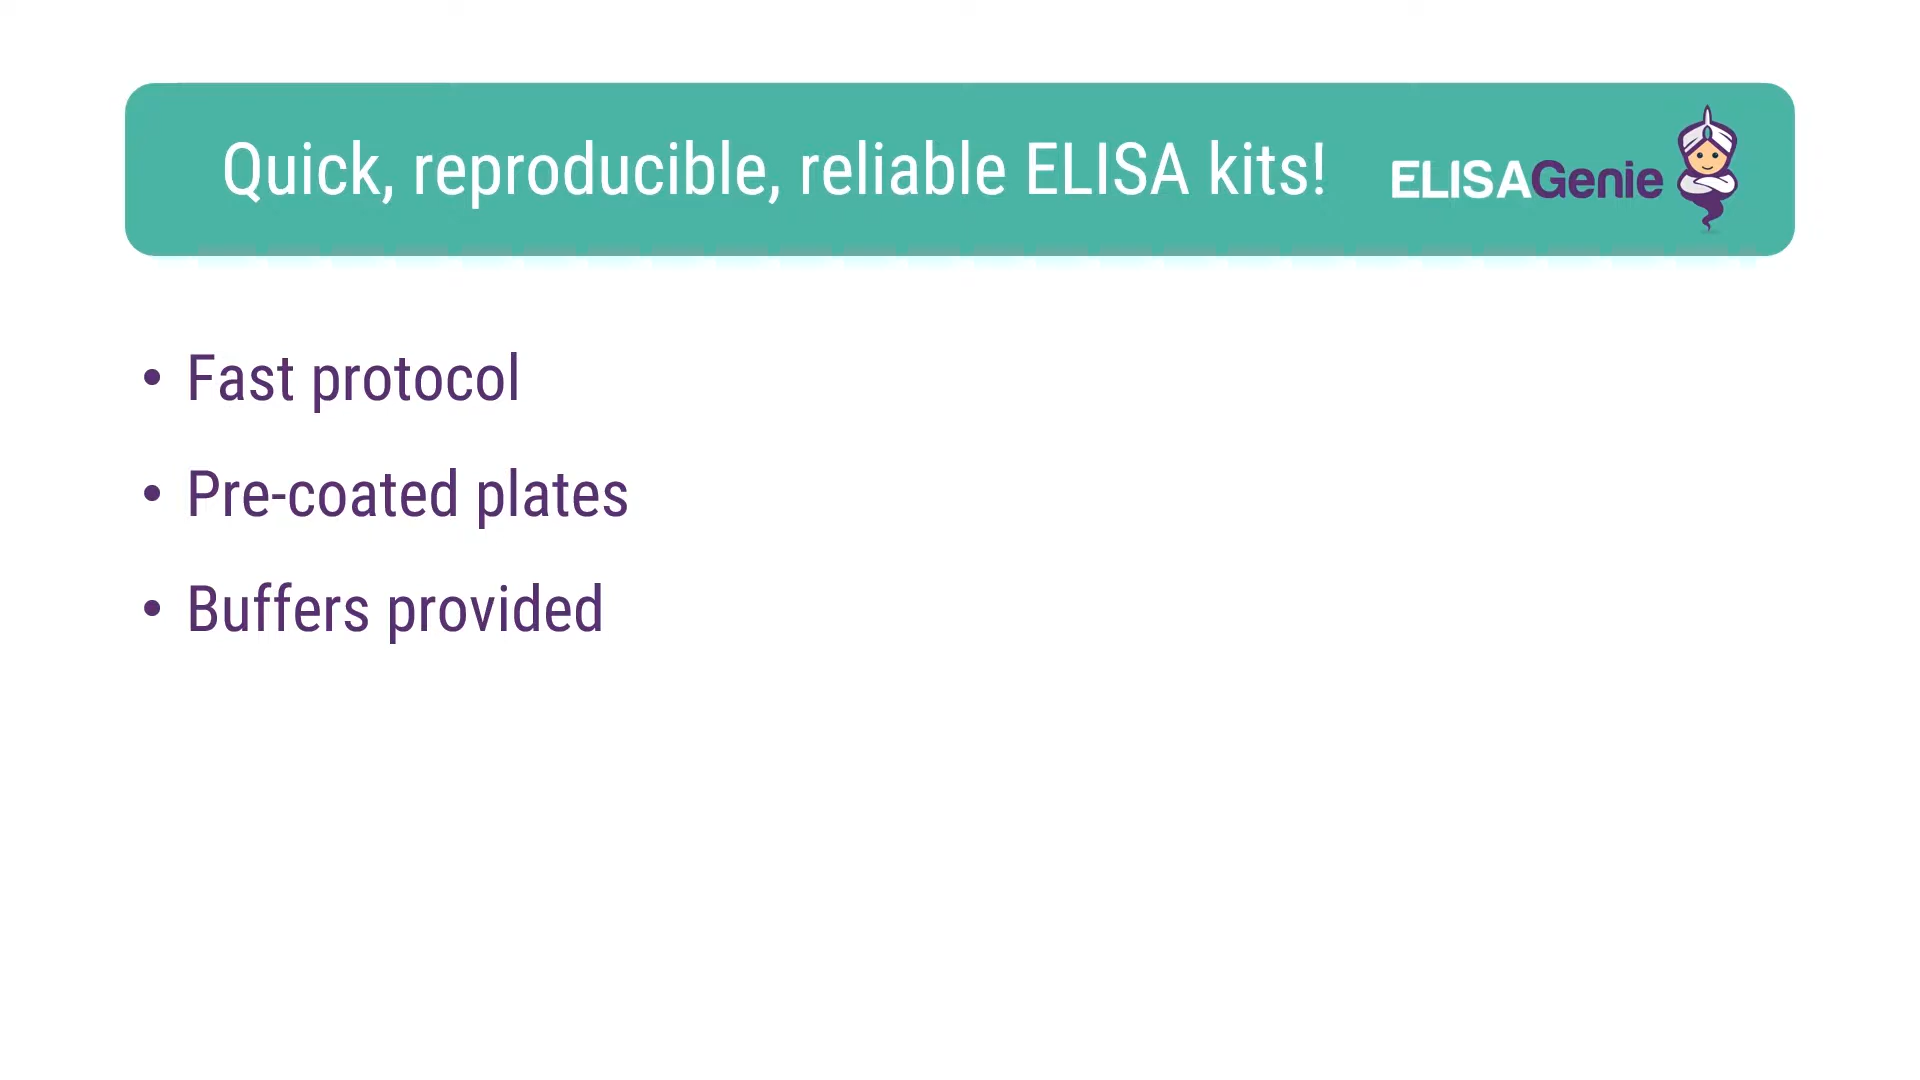 Quick, reproducible, reliable ELISA kits!
ELISAGenie
• Fast protocol
• Pre-coated plates
• Buffers provided